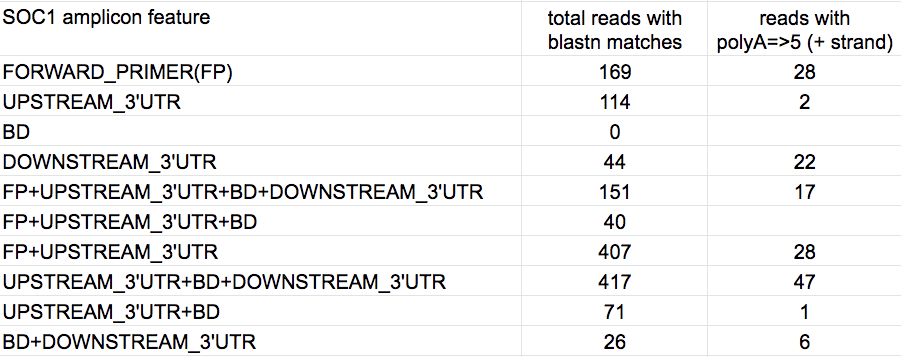 SOC1 amplicon feature total reads with reads with
blastn matches polyA=>5 (+ strand)
FORWARD_PRIMER(FP) 169 28
UPSTREAM_3'UTR 114 2
BD 0
DOWNSTREAM_3'UTR 44 22
FP+UPSTREAM_3'UTR+BD+DOWNSTREAM_3'UTR 151 17
FP+UPSTREAM_3'UTR+BD 40
FP+UPSTREAM_3'UTR 407 28
UPSTREAM_3'UTR+BD+DOWNSTREAM_3'UTR 417 47
UPSTREAM_3'UTR+BD 71 1
BD+DOWNSTREAM_3'UTR 26 6